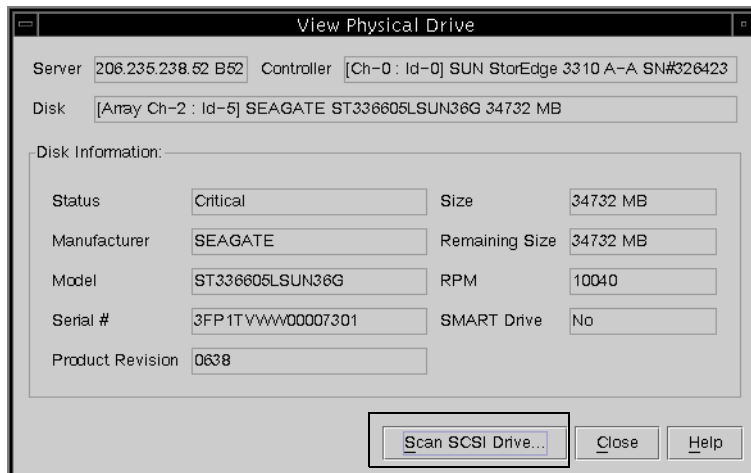 View Physical Drive
Server 206.235.238.52 B52 Controller [Ch-0 : Id-0] SUN StorEdge 3310 A-A SN#326423
Disk [Array Ch-2 : Id-5] SEAGATE ST336605LSUN36G 34732 MB
Disk Information:
Status Critical Size 34732 MB
Manufacturer SEAGATE Remaining Size 34732 MB
Model ST336605LSUN36G RPM 10040
Serial # 3FP1TVWW00007301 SMART Drive No
Product Revision 0638
Scan SCSI Drive... Close Help